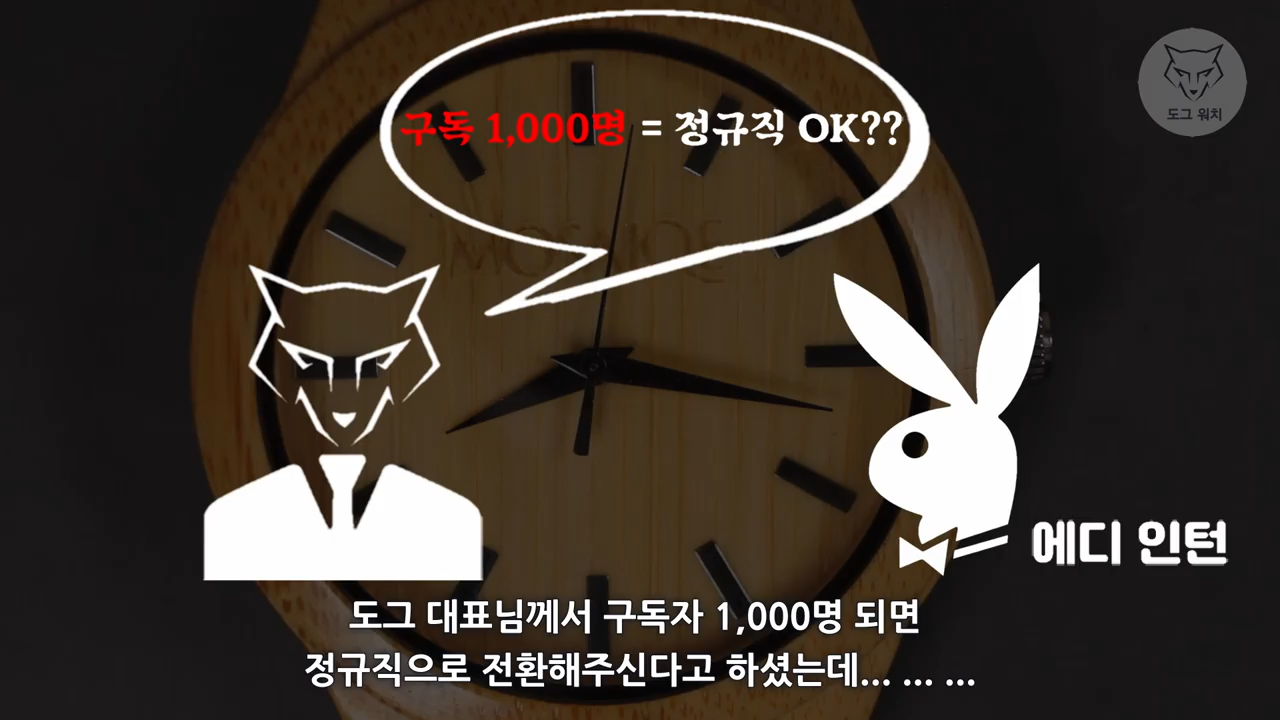 구독 1,000명 = 정규직 OK??
도그 워치
에디 인턴
도그 대표님께서 구독자 1,000명 되면
정규직으로 전환해주신다고 하셨는데... ... ...